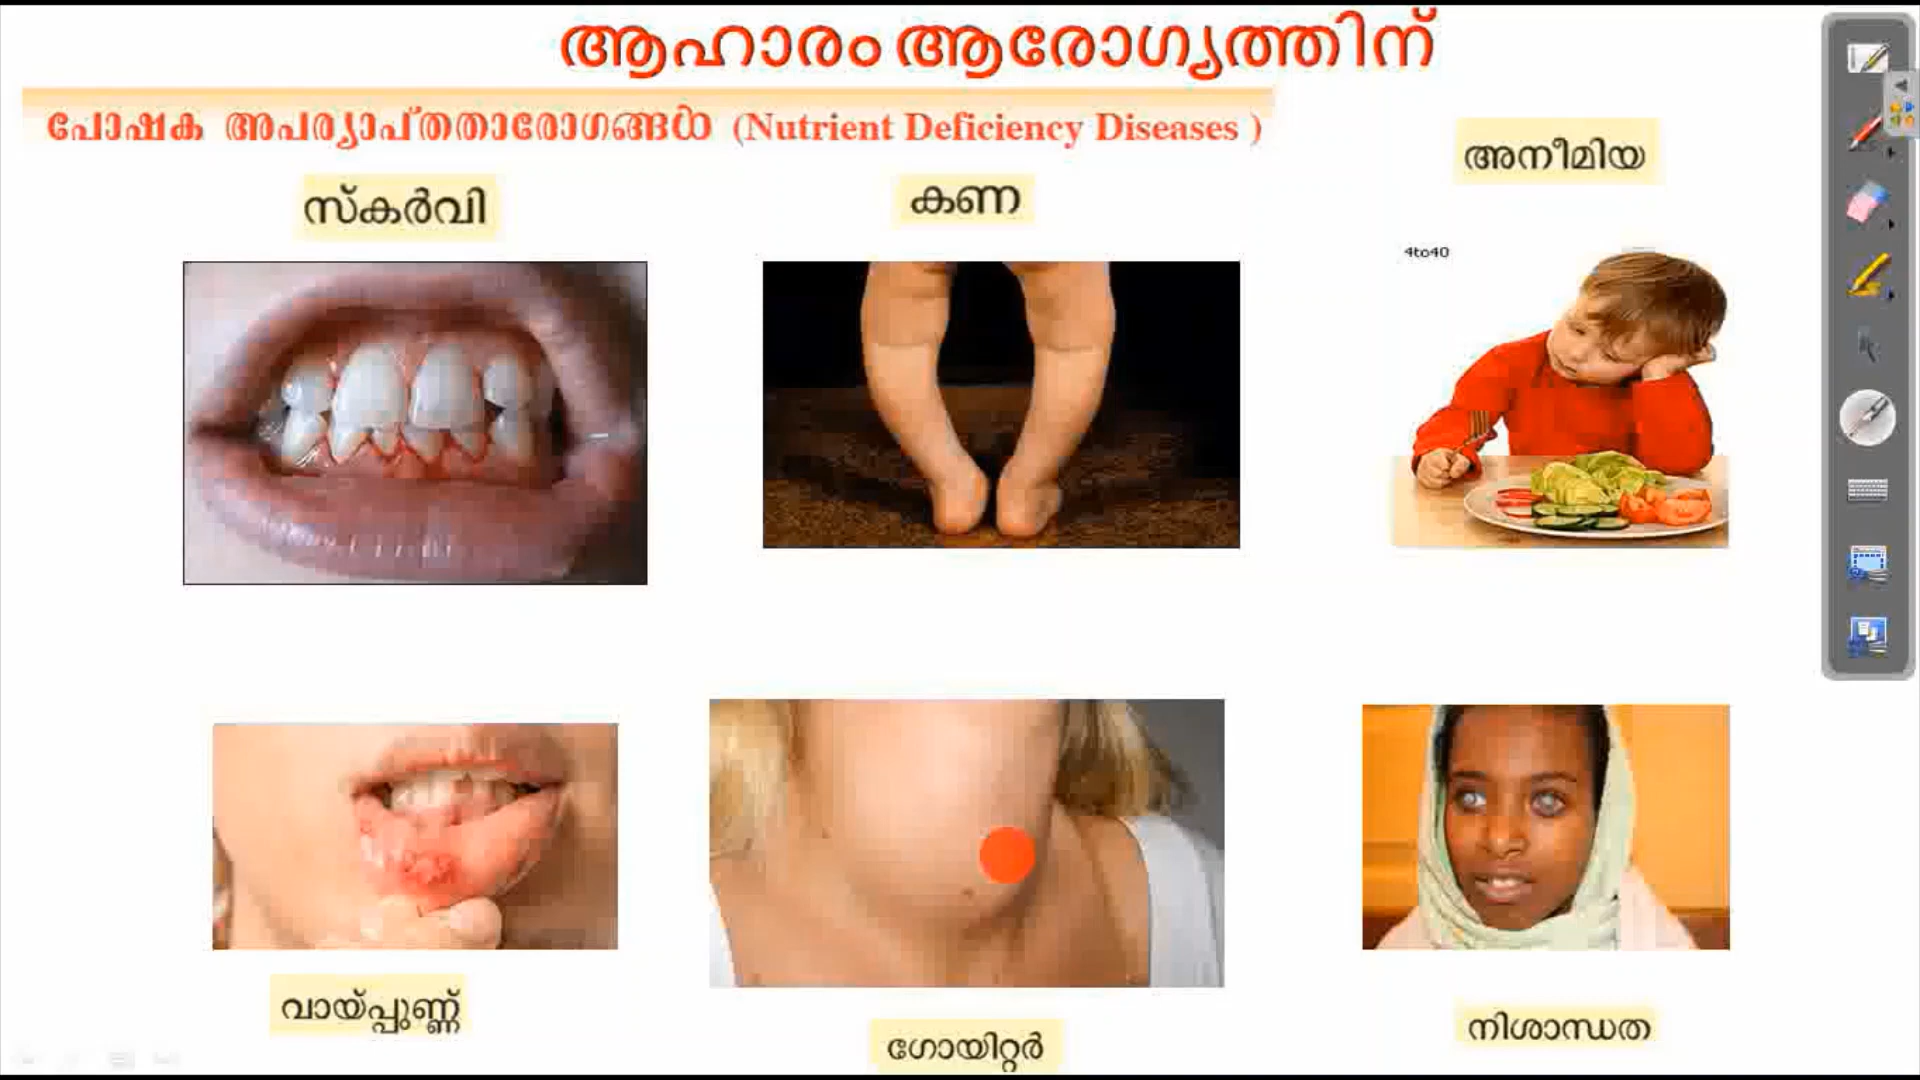 ആഹാരം ആരോഗ്യത്തിന്
പോഷക അപര്യാപ്തതാരോഗങ്ങൾ (Nutrient Deficiency Diseases )
സ്കർവി
കണ
അനീമിയ
4to40
വായ്പ്പുണ്ണ്
ഗോയിറ്റർ
നിശാന്ധത